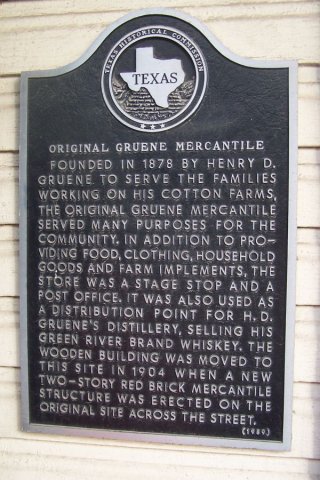 TEXAS HISTORICAL COMMISSION
TEXAS
ORIGINAL GRUENE MERCANTILE
FOUNDED IN 1878 BY HENRY D.
GRUENE TO SERVE THE FAMILIES
WORKING ON HIS COTTON FARMS,
THE ORIGINAL GRUENE MERCANTILE
SERVED MANY PURPOSES FOR THE
COMMUNITY. IN ADDITION TO PRO-
VIDING FOOD, CLOTHING, HOUSEHOLD
GOODS AND FARM IMPLEMENTS, THE
STORE WAS A STAGE STOP AND A
POST OFFICE. IT WAS ALSO USED AS
A DISTRIBUTION POINT FOR H.D.
GRUENE'S DISTILLERY, SELLING HIS
GREEN RIVER BRAND WHISKEY. THE
WOODEN BUILDING WAS MOVED TO
THIS SITE IN 1904 WHEN A NEW
TWO-STORY RED BRICK MERCANTILE
STRUCTURE WAS ERECTED ON THE
ORIGINAL SITE ACROSS THE STREET.
(1989)